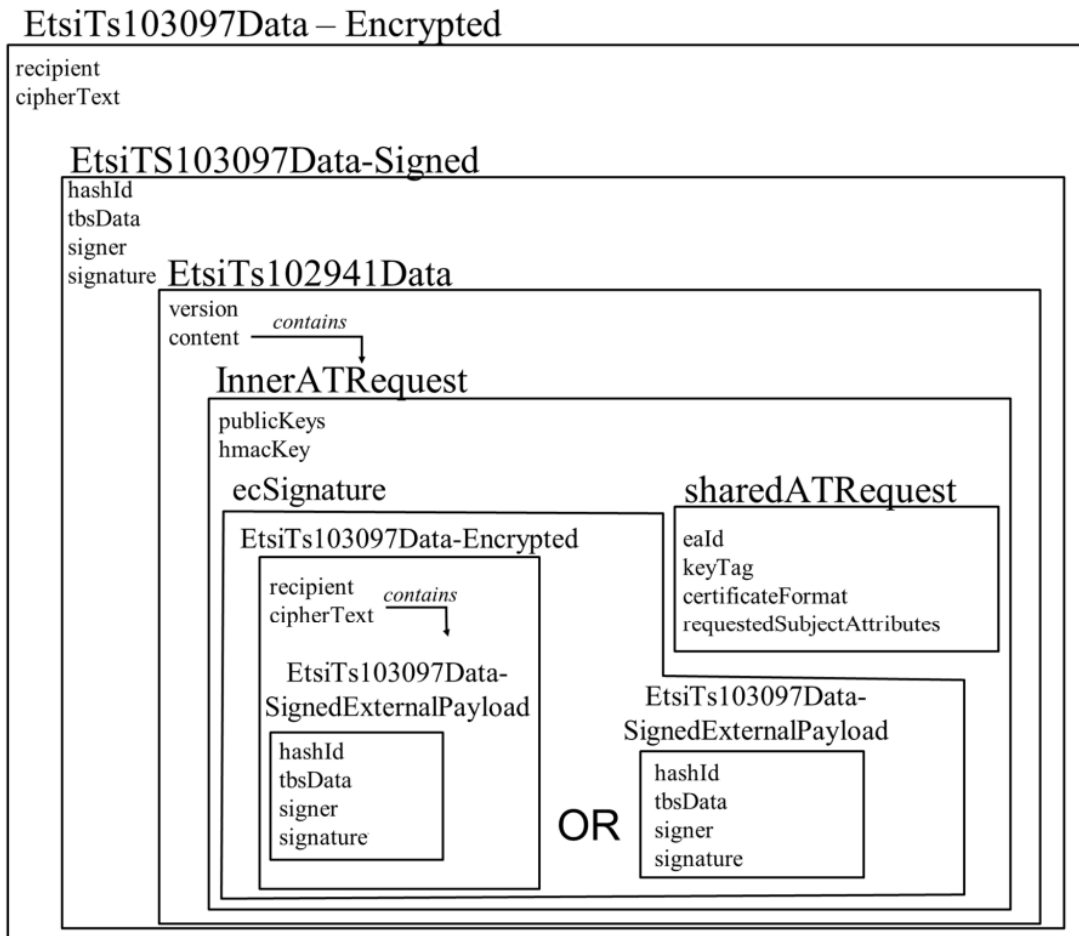 EtsiTs103097Data – Encrypted
recipient
cipherText
EtsiTS103097Data-Signed
hashId
tbsData
signer
signature
EtsiTs102941Data
version
content
contains
InnerATRequest
publicKeys
hmacKey
ecSignature
EtsiTs103097Data-Encrypted
recipient
cipherText
contains
EtsiTs103097Data-
SignedExternalPayload
hashId
tbsData
signer
signature
OR
EtsiTs103097Data-
SignedExternalPayload
hashId
tbsData
signer
signature
sharedATRequest
eaId
keyTag
certificateFormat
requestedSubjectAttributes